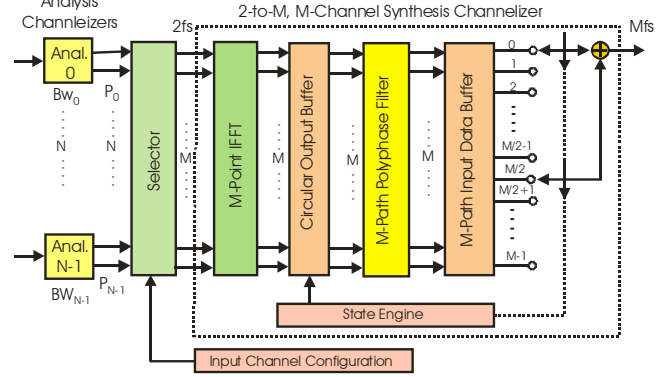 Analysis
Channleizers
2-to-M, M-Channel Synthesis Channelizer
2fs
Mfs
Anal.
0
Bw0
P0
N
Anal.
N-1
BWN-1
PN-1
Selector
M
M-Point IFFT
M
Circular Output Buffer
M
M-Path Polyphase Filter
M
M-Path Input Data Buffer
0
1
2
M/2-1
M/2
M/2+1
M-1
State Engine
Input Channel Configuration